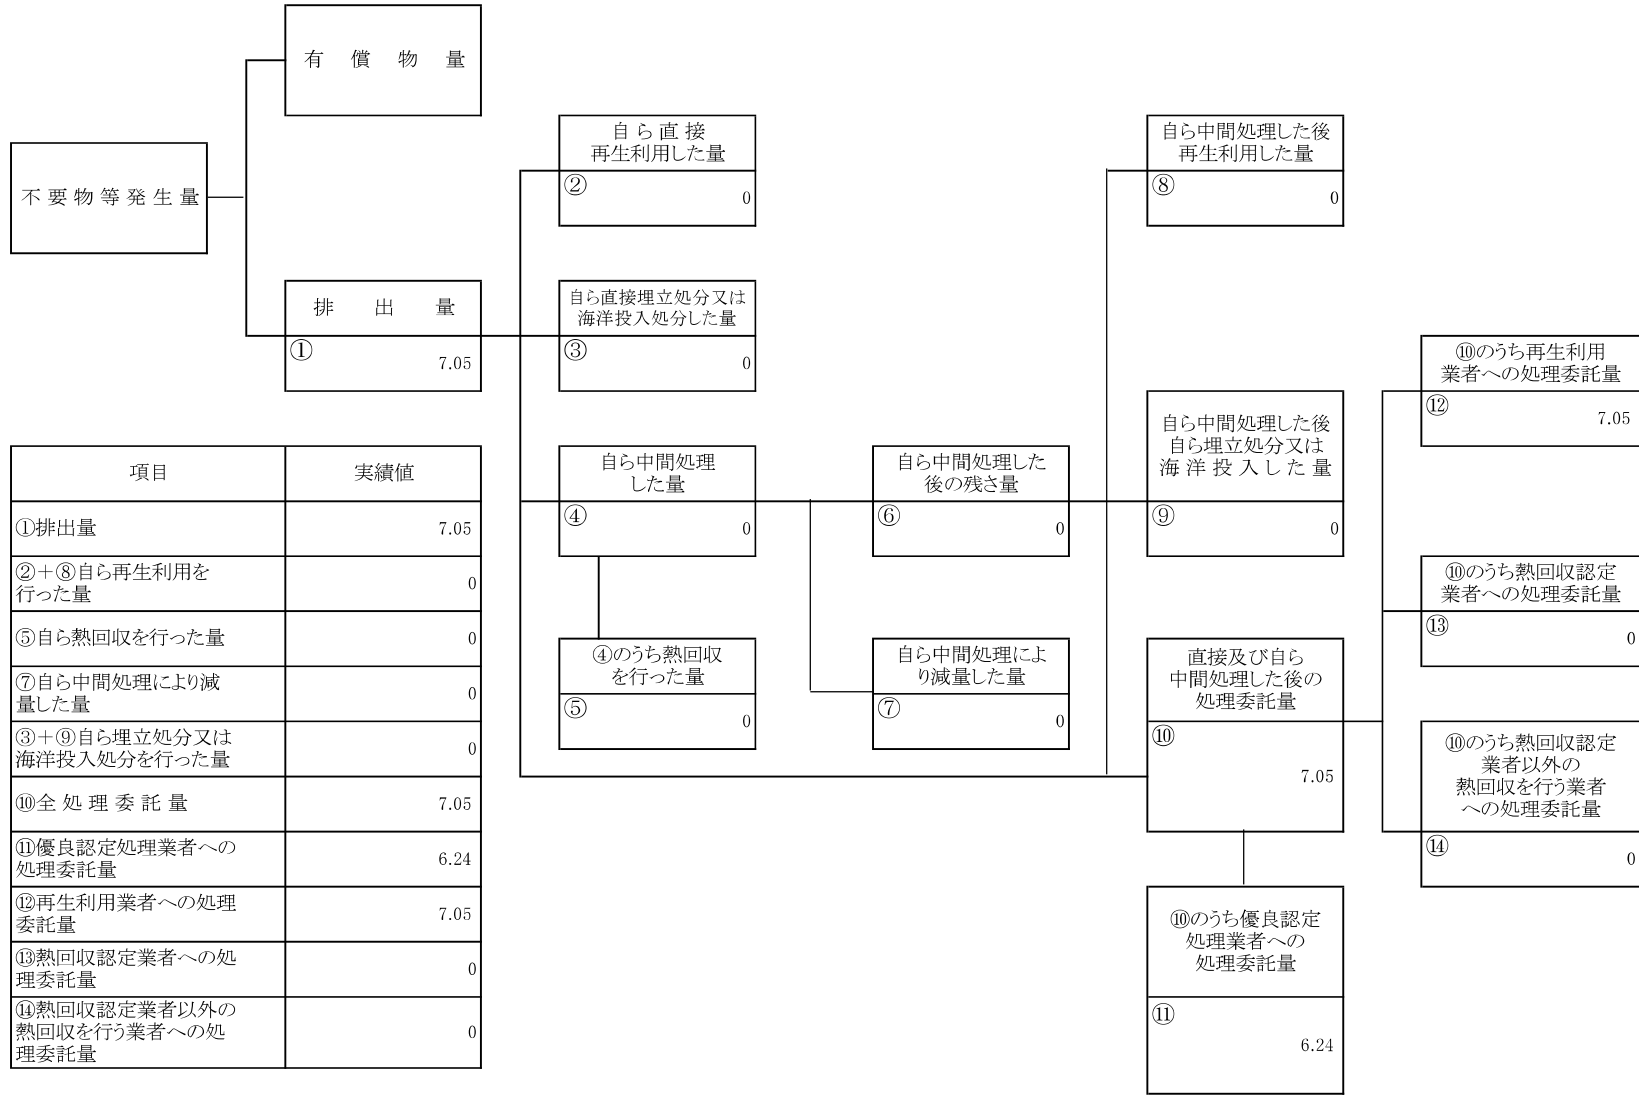 有償物量
不要物等発生量
排出量
①
7.05
自ら直接
再生利用した量
②
0
自ら直接埋立処分又は
海洋投入処分した量
③
0
自ら中間処理
した量
④
0
④のうち熱回収
を行った量
⑤
0
自ら中間処理した
後の残さ量
⑥
0
自ら中間処理によ
り減量した量
⑦
0
自ら中間処理した後
再生利用した量
⑧
0
自ら中間処理した後
自ら埋立処分又は
海洋投入した量
⑨
0
直接及び自ら
中間処理した後の
処理委託量
⑩
7.05
⑩のうち優良認定
処理業者への
処理委託量
⑪
6.24
⑩のうち再生利用
業者への処理委託量
⑫
7.05
⑩のうち熱回収認定
業者への処理委託量
⑬
0
⑩のうち熱回収認定
業者以外の
熱回収を行う業者
への処理委託量
⑭
0
項目 実績値
①排出量 7.05
②+⑧自ら再生利用を
行った量 0
⑤自ら熱回収を行った量 0
⑦自ら中間処理により減
量した量 0
③+⑨自ら埋立処分又は
海洋投入処分を行った量 0
⑩全処理委託量 7.05
⑪優良認定処理業者への
処理委託量 6.24
⑫再生利用業者への処理
委託量 7.05
⑬熱回収認定業者への処
理委託量 0
⑭熱回収認定業者以外の
熱回収を行う業者への処
理委託量 0